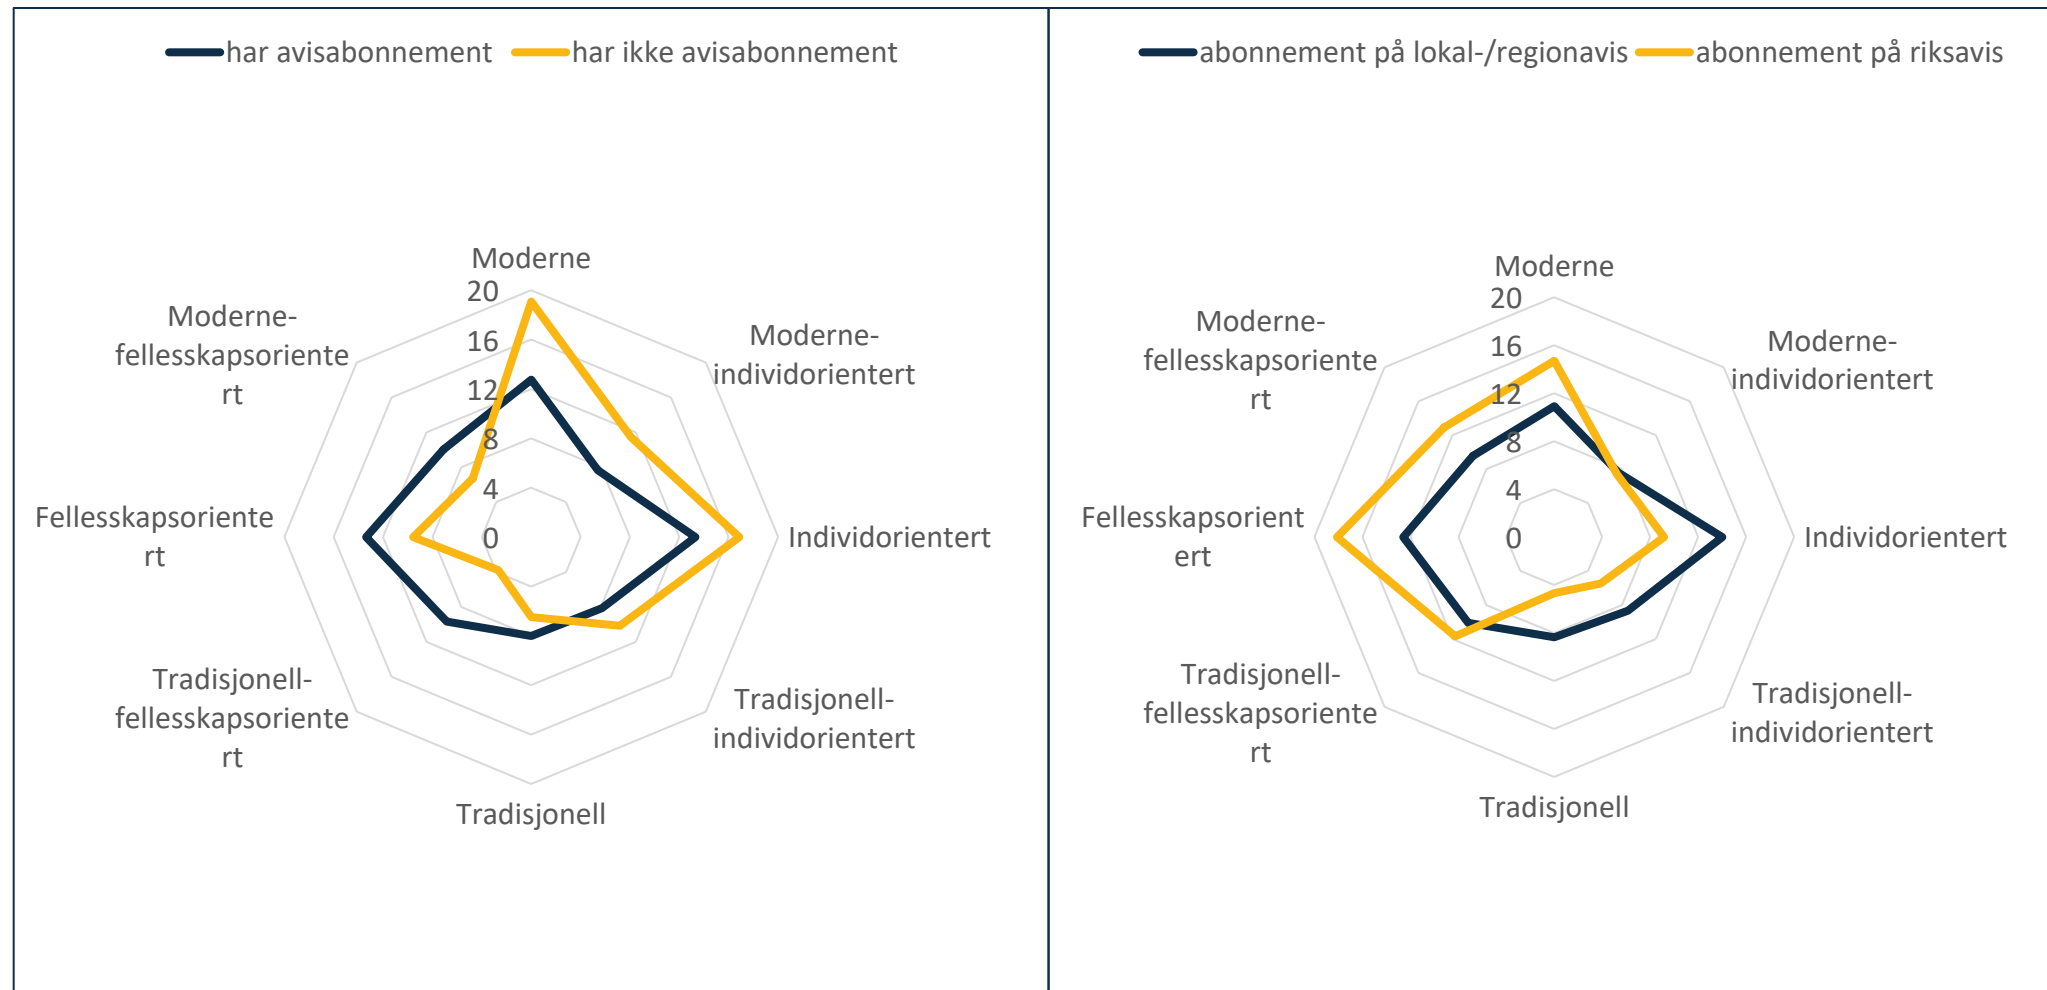 har avisabonnement
har ikke avisabonnement
Moderne
Moderne-
individorientert
Individorientert
Tradisjonell-
individorientert
Tradisjonell
Tradisjonell-
fellesskapsoriente
rt
Fellesskapsoriente
rt
Moderne-
fellesskapsoriente
rt
20
16
12
8
4
0
abonnement på lokal-/regionavis
abonnement på riksavis
Moderne
Moderne-
individorientert
Individorientert
Tradisjonell-
individorientert
Tradisjonell
Tradisjonell-
fellesskapsoriente
rt
Fellesskapsorient
ert
Moderne-
fellesskapsoriente
rt
20
16
12
8
4
0